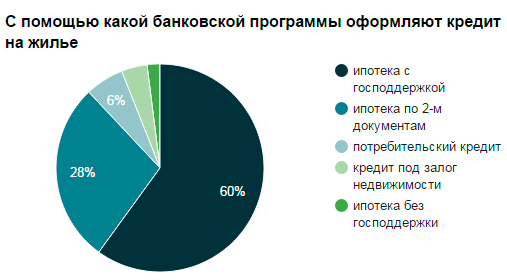 С помощью какой банковской программы оформляют кредит
на жилье
6%
28%
60%
ипотека с
господдержкой
ипотека по 2-м
документам
потребительский кредит
кредит под залог
недвижимости
ипотека без
господдержки